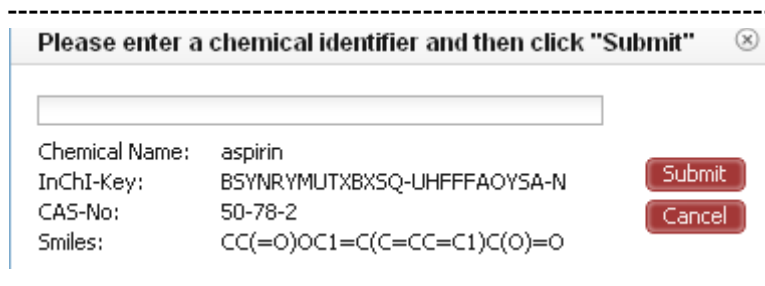 Please enter a chemical identifier and then click "Submit"
Chemical Name: aspirin
InChI-Key: BSYNRYMUTXBXSQ-UHFFFAOYSA-N
Submit
CAS-No: 50-78-2
Cancel
Smiles: CC(=O)OC1=C(C=CC=C1)C(O)=O